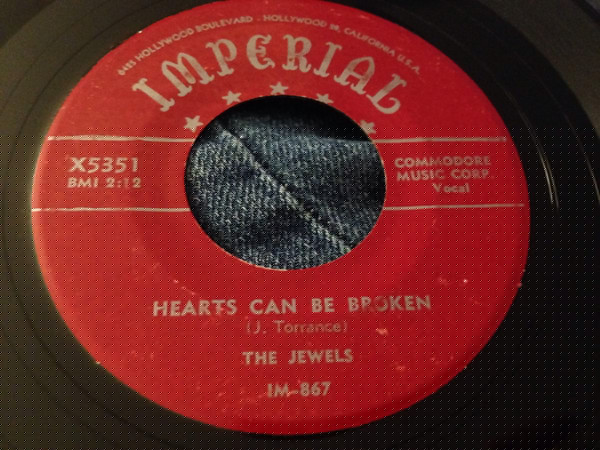 6425 HOLLYWOOD BOULEVARD - HOLLYWOOD 28, CALIFORNIA U.S.A.
IMPERIAL
X5351
BMI 2:12
COMMODORE
MUSIC CORP.
Vocal
HEARTS CAN BE BROKEN
(J. Torrance)
THE JEWELS
IM-867